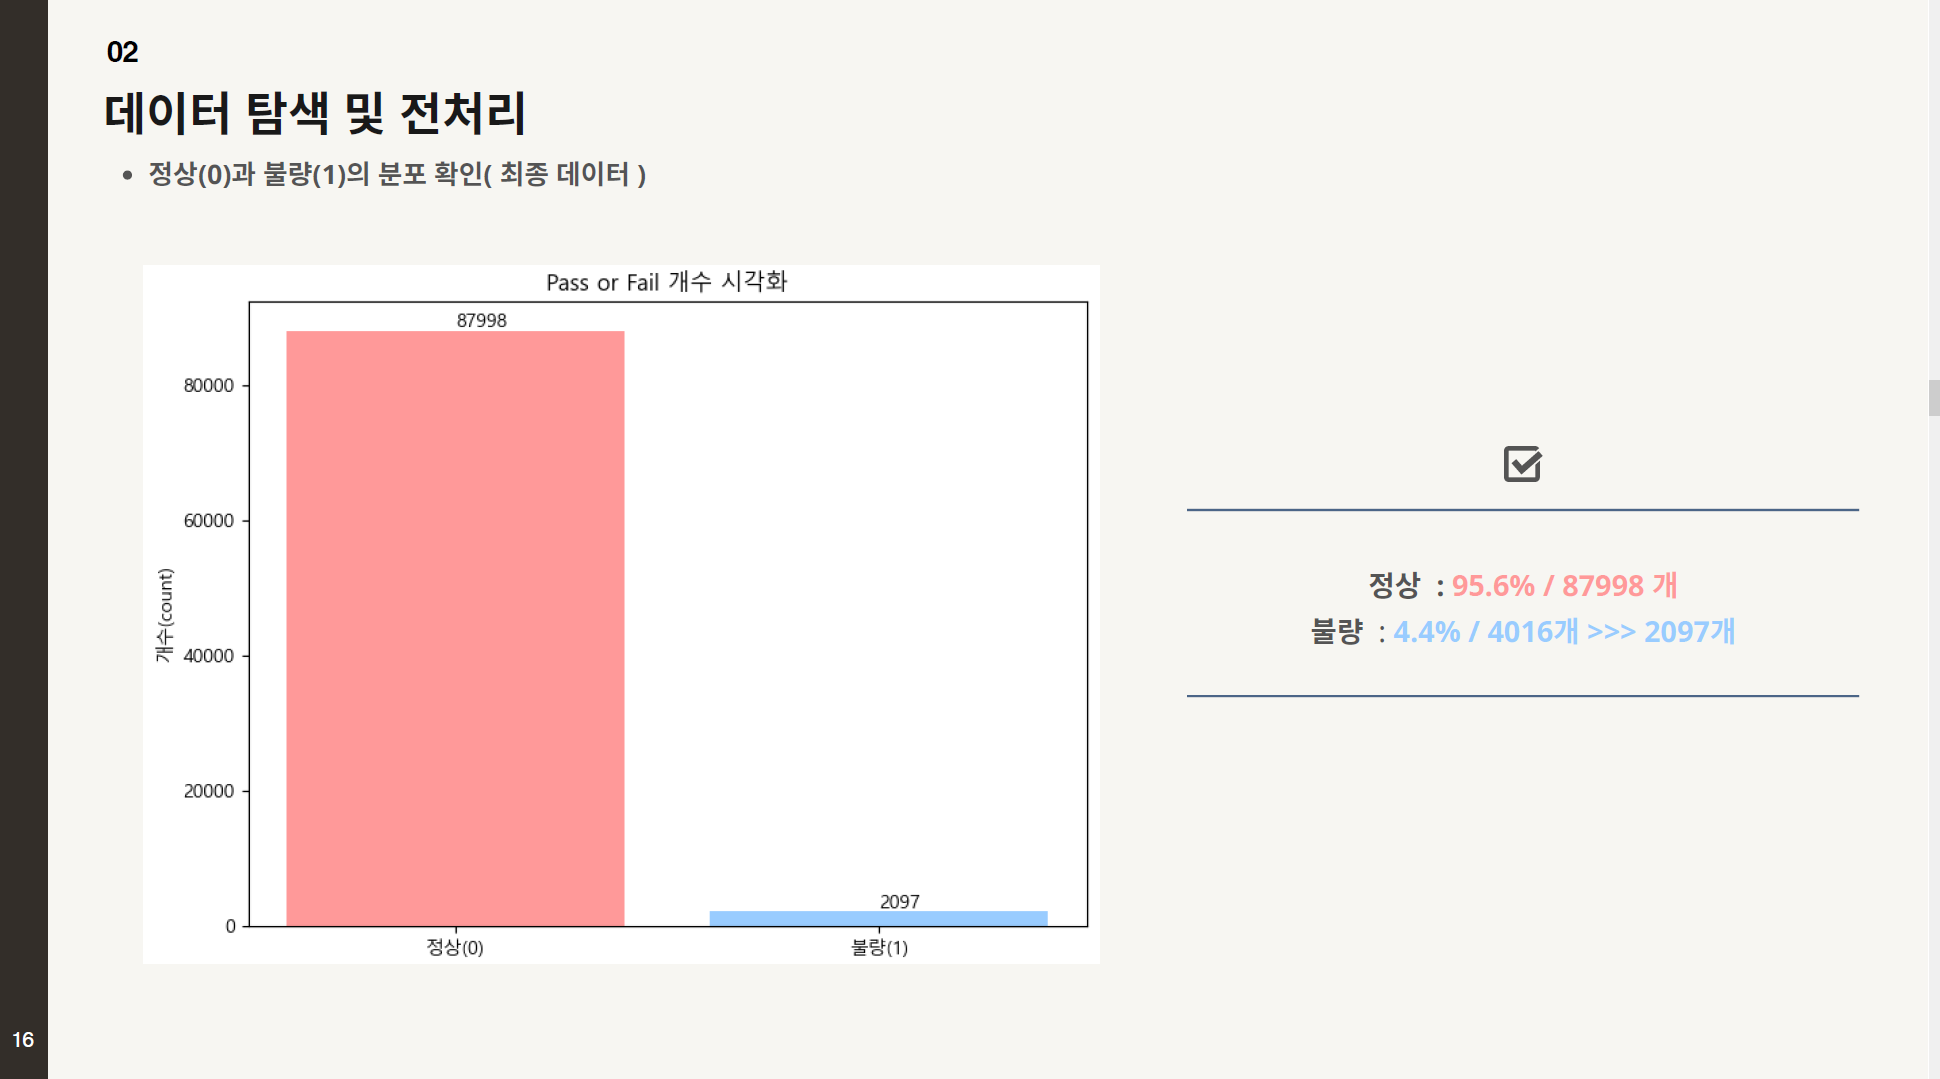 02
데이터 탐색 및 전처리
• 정상(0)과 불량(1)의 분포 확인( 최종 데이터 )
Pass or Fail 개수 시각화
87998
80000
60000
40000
20000
0
개수(count)
2097
정상(0)
불량(1)
정상 : 95.6% / 87998 개
불량 : 4.4% / 4016개 >>> 2097개
16